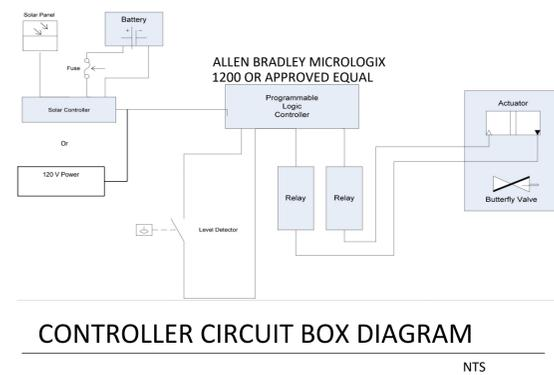 Solar Panel
Battery
+ −
Fuse
ALLEN BRADLEY MICROLOGIX
1200 OR APPROVED EQUAL
Programmable
Logic
Controller
Actuator
Solar Controller
Or
120 V Power
Relay
Relay
Butterfly Valve
Level Detector
CONTROLLER CIRCUIT BOX DIAGRAM
NTS